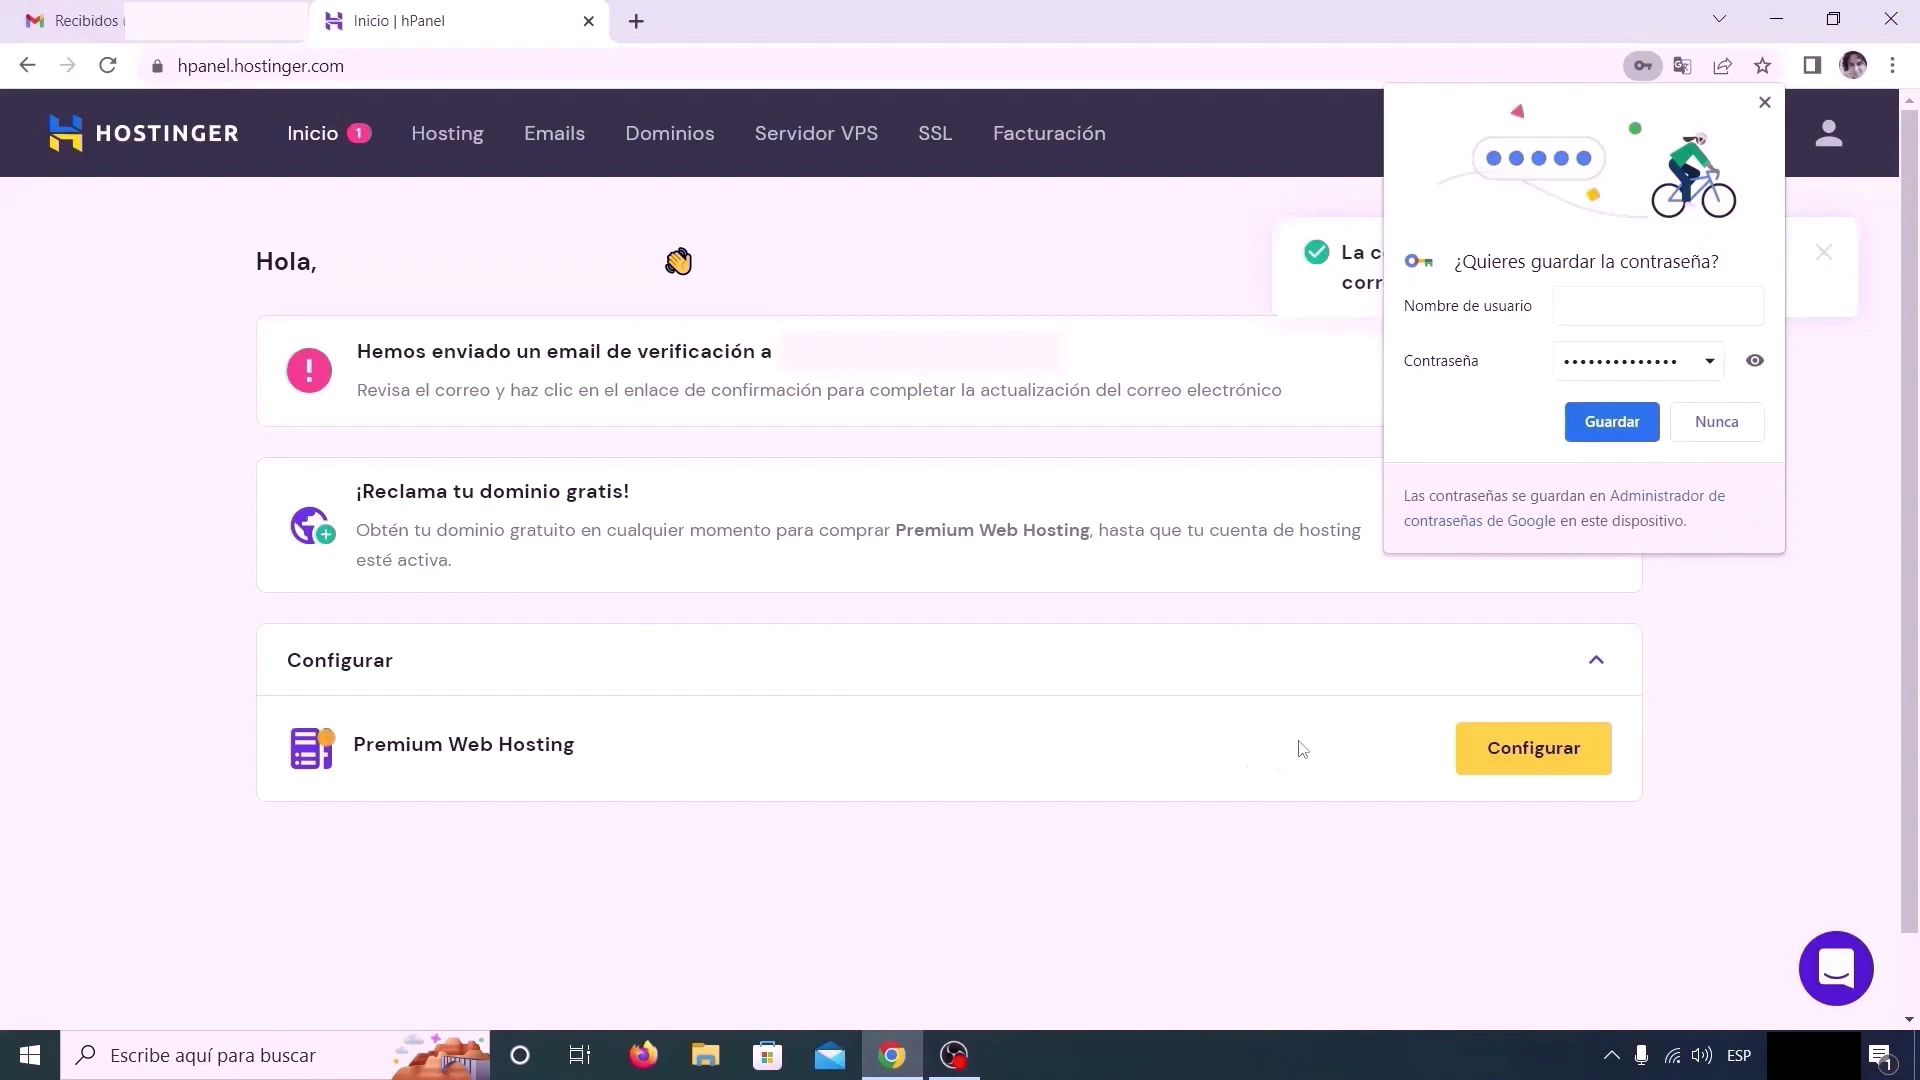 Recibidos
Inicio | hPanel
hpanel.hostinger.com
HOSTINGER
Inicio 1
Hosting
Emails
Dominios
Servidor VPS
SSL
Facturación
Hola,
La c
corr
¿Quieres guardar la contraseña?
Nombre de usuario
Contraseña
Guardar
Nunca
Las contraseñas se guardan en Administrador de
contraseñas de Google en este dispositivo.
Hemos enviado un email de verificación a
Revisa el correo y haz clic en el enlace de confirmación para completar la actualización del correo electrónico
¡Reclama tu dominio gratis!
Obtén tu dominio gratuito en cualquier momento para comprar Premium Web Hosting, hasta que tu cuenta de hosting
esté activa.
Configurar
Premium Web Hosting
Configurar
Escribe aquí para buscar
ESP
1